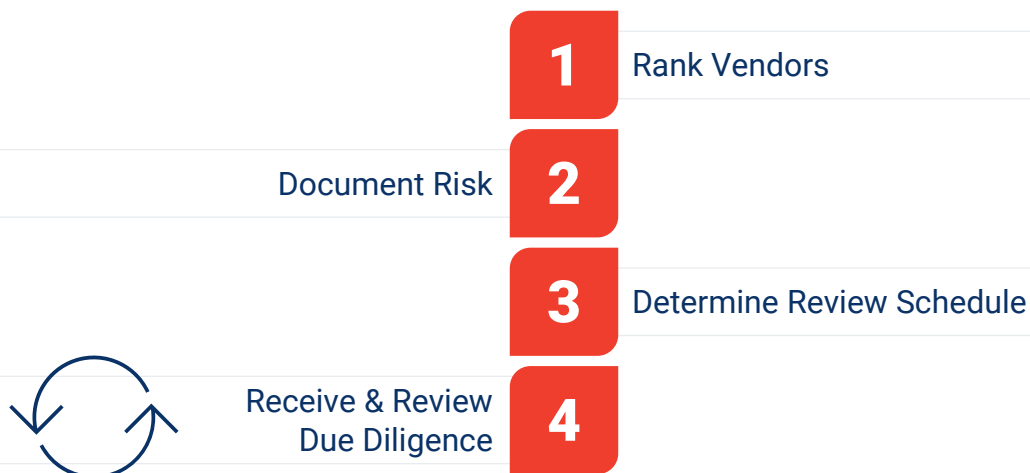 1
Rank Vendors
Document Risk
2
3
Determine Review Schedule
Receive & Review
Due Diligence
4